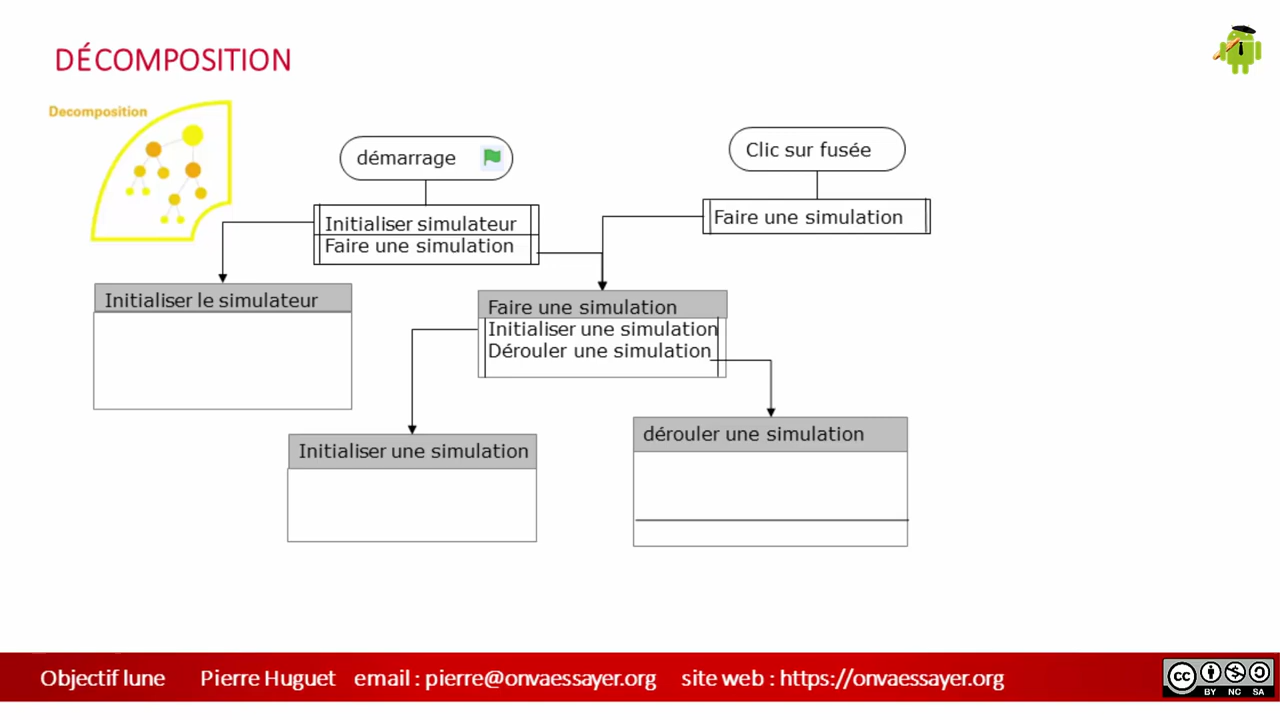 DÉCOMPOSITION
Decomposition
démarrage
Clic sur fusée
Initialiser simulateur
Faire une simulation
Faire une simulation
Initialiser le simulateur
Faire une simulation
Initialiser une simulation
Dérouler une simulation
Initialiser une simulation
dérouler une simulation
Objectif lune Pierre Huguet email : pierre@onvaessayer.org site web : https://onvaessayer.org
CC BY NC SA